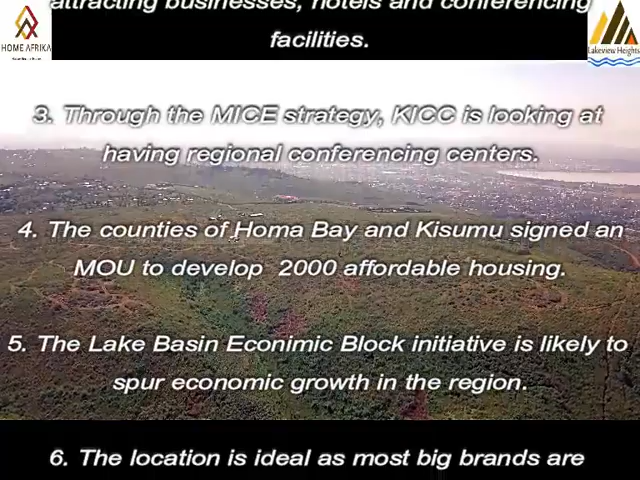 attracting businesses, hotels and conferencing
facilities.
HOME AFRIKA
Lakeview Heights
3. Through the MICE strategy, KICC is looking at
having regional conferencing centers.
4. The counties of Homa Bay and Kisumu signed an
MOU to develop  2000 affordable housing.
5. The Lake Basin Econimic Block initiative is likely to
spur economic growth in the region.
6. The location is ideal as most big brands are